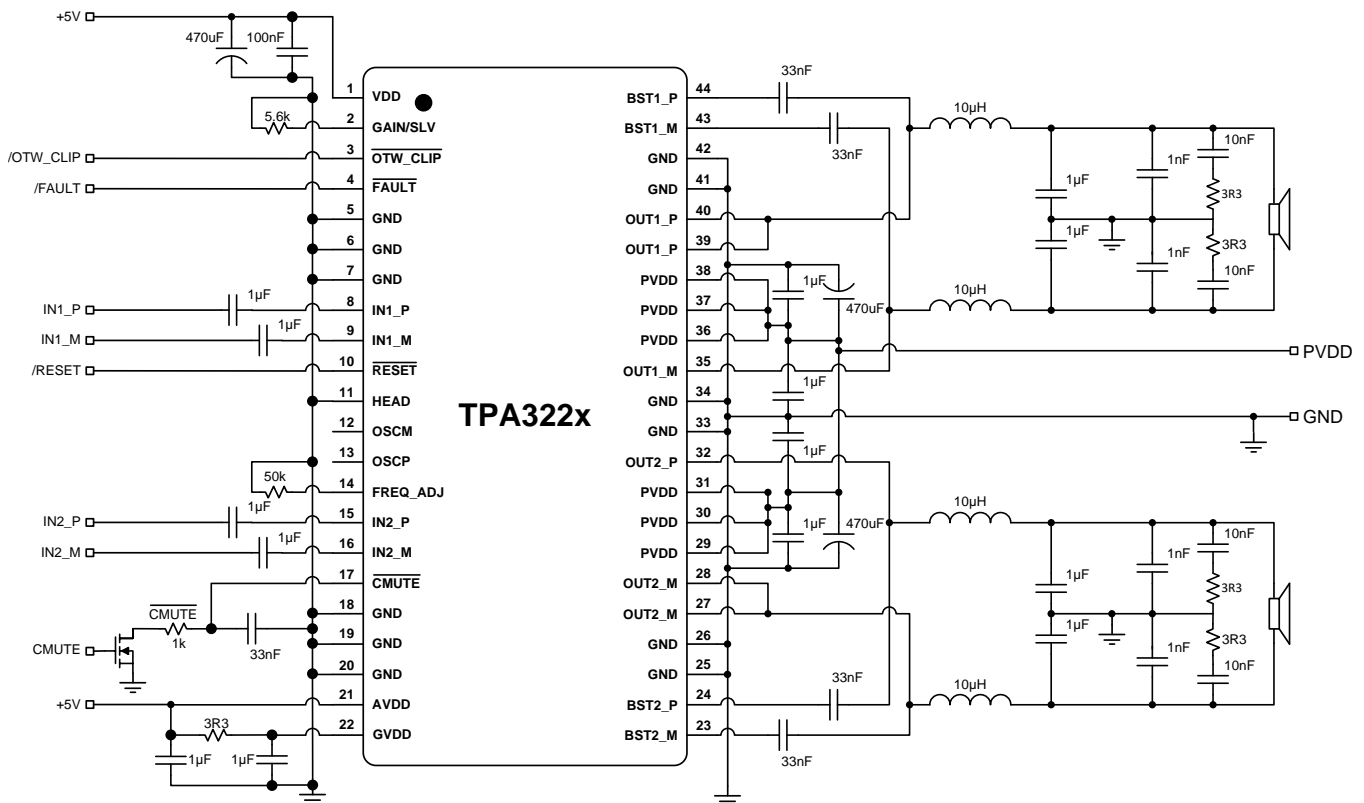 +5V
470uF
100nF
5.6k
/OTW_CLIP
/FAULT
1µF
IN1_P
1µF
IN1_M
/RESET
50k
1µF
IN2_P
1µF
IN2_M
CMUTE
1k
33nF
CMUTE
+5V
3R3
1µF
1µF
1
VDD
2
GAIN/SLV
3
OTW_CLIP
4
FAULT
5
GND
6
GND
7
GND
8
IN1_P
9
IN1_M
10
RESET
11
HEAD
12
OSCM
13
OSCP
14
FREQ_ADJ
15
IN2_P
16
IN2_M
17
CMUTE
18
GND
19
GND
20
GND
21
AVDD
22
GVDD
TPA322x
BST1_P
44
BST1_M
43
GND
42
GND
41
OUT1_P
40
OUT1_P
39
PVDD
38
PVDD
37
PVDD
36
OUT1_M
35
GND
34
GND
33
OUT2_P
32
PVDD
31
PVDD
30
PVDD
29
OUT2_M
28
OUT2_M
27
GND
26
GND
25
BST2_P
24
BST2_M
23
33nF
33nF
1µF
470uF
1µF
1µF
1µF
470uF
33nF
33nF
10µH
10µH
1µF
1µF
1nF
1nF
10nF
3R3
3R3
10nF
PVDD
GND
10µH
10µH
1µF
1µF
1nF
1nF
10nF
3R3
3R3
10nF